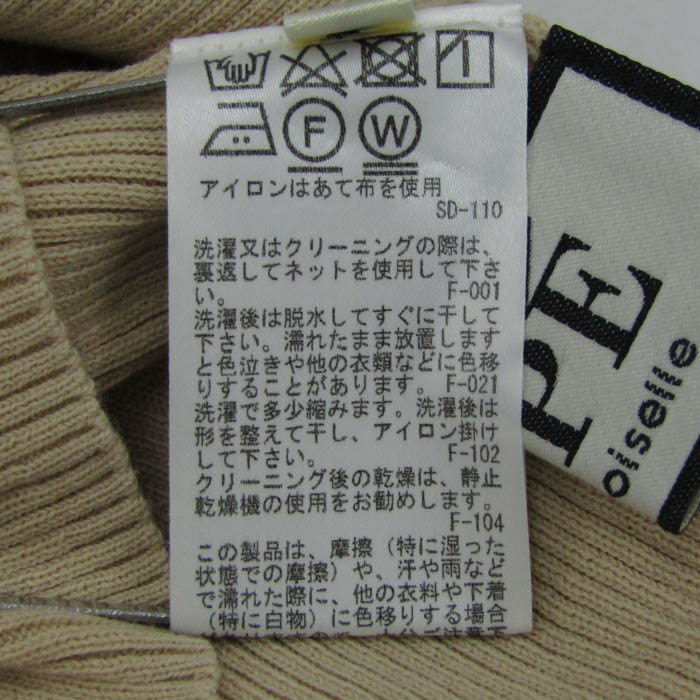 F
W
アイロンはあて布を使用
SD-110
洗濯又はクリーニングの際は、
裏返してネットを使用して下さ
い。 F-001
洗濯後は脱水してすぐに干して
下さい。濡れたまま放置します
と色泣きや他の衣類などに色移
りすることがあります。 F-021
洗濯で多少縮みます。洗濯後は
形を整えて干し、アイロン掛け
して下さい。 F-102
クリーニング後の乾燥は、静止
乾燥機の使用をお勧めします。
F-104
この製品は、摩擦（特に湿った
状態での摩擦）や、汗や雨など
で濡れた際に、他の衣料や下着
（特に白物）に色移りする場合
PE
oiselle